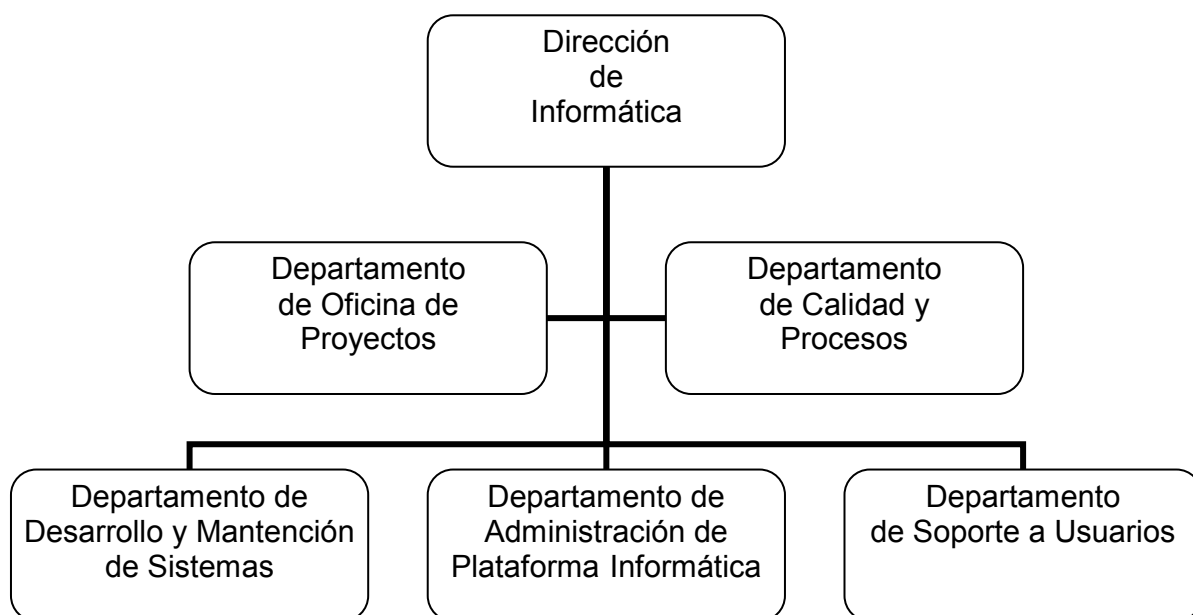 Dirección
de
Informática
Departamento
de Oficina de
Proyectos
Departamento
de Calidad y
Procesos
Departamento de
Desarrollo y Mantención
de Sistemas
Departamento de
Administración de
Plataforma Informática
Departamento
de Soporte a Usuarios